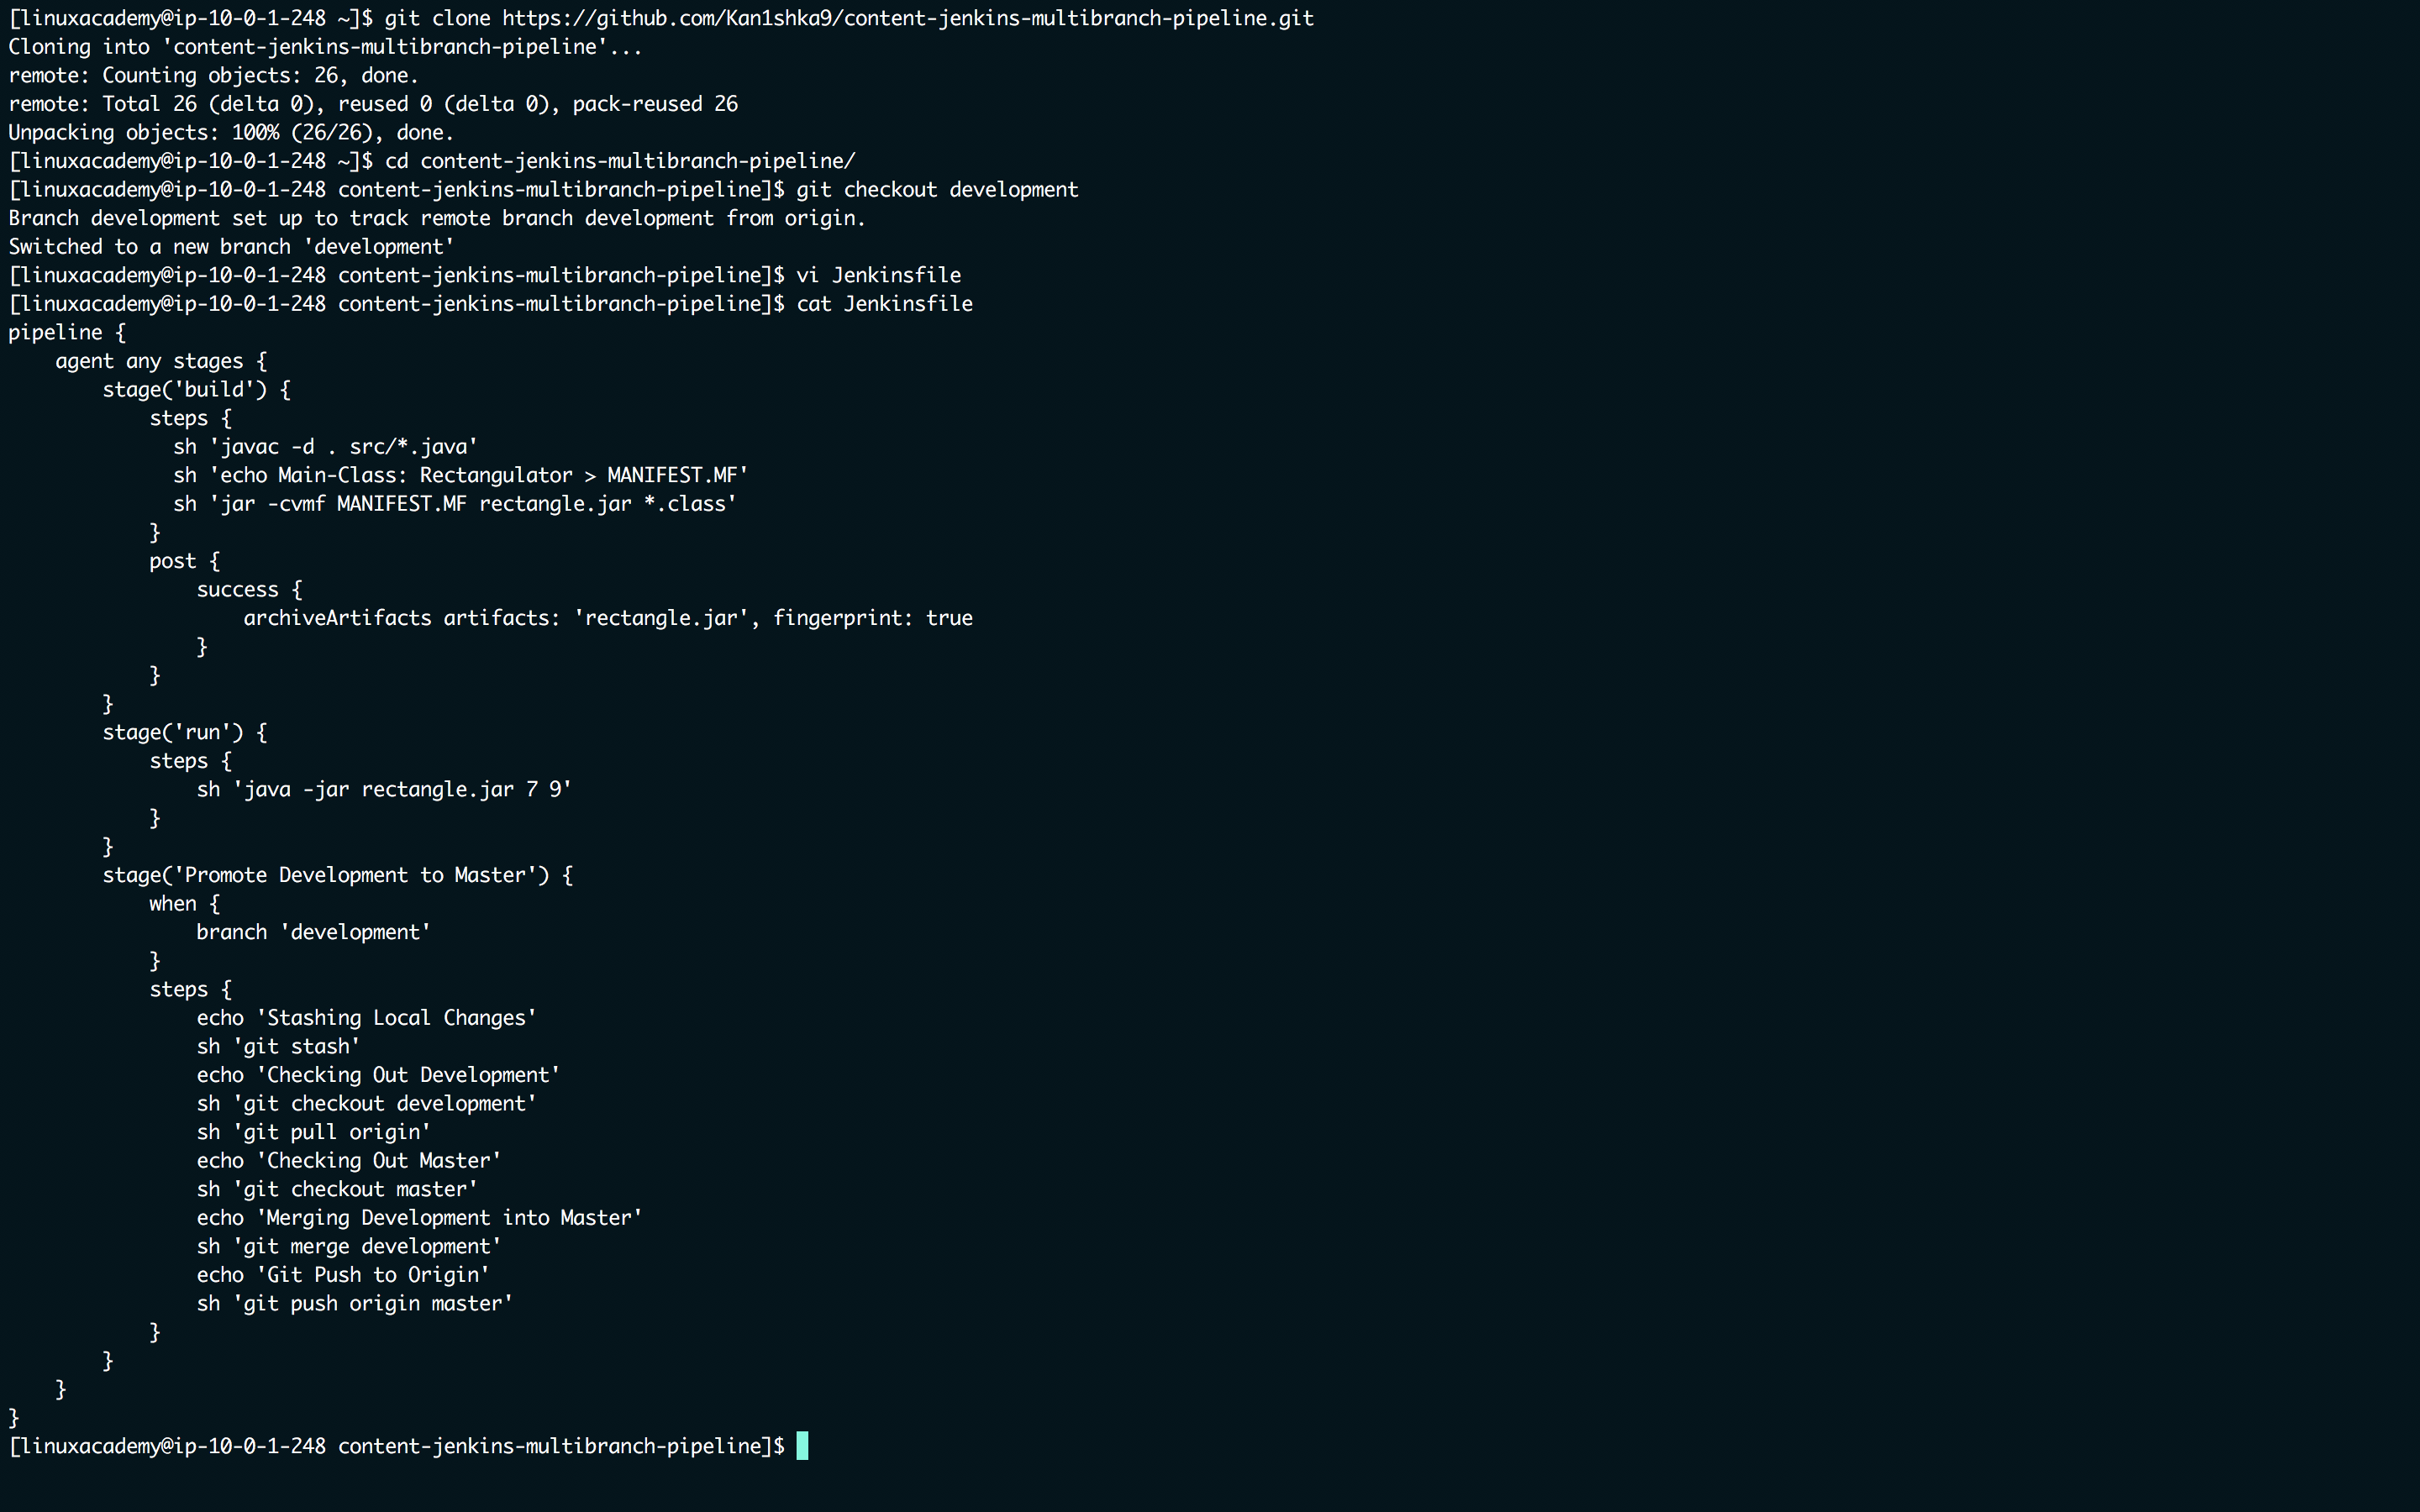 [linuxacademy@ip-10-0-1-248 ~]$ git clone https://github.com/Kan1shka9/content-jenkins-multibranch-pipeline.git
Cloning into 'content-jenkins-multibranch-pipeline'...
remote: Counting objects: 26, done.
remote: Total 26 (delta 0), reused 0 (delta 0), pack-reused 26
Unpacking objects: 100% (26/26), done.
[linuxacademy@ip-10-0-1-248 ~]$ cd content-jenkins-multibranch-pipeline/
[linuxacademy@ip-10-0-1-248 content-jenkins-multibranch-pipeline]$ git checkout development
Branch development set up to track remote branch development from origin.
Switched to a new branch 'development'
[linuxacademy@ip-10-0-1-248 content-jenkins-multibranch-pipeline]$ vi Jenkinsfile
[linuxacademy@ip-10-0-1-248 content-jenkins-multibranch-pipeline]$ cat Jenkinsfile
pipeline {
    agent any stages {
        stage('build') {
            steps {
              sh 'javac -d . src/*.java'
              sh 'echo Main-Class: Rectangulator > MANIFEST.MF'
              sh 'jar -cvmf MANIFEST.MF rectangle.jar *.class'
            }
            post {
                success {
                    archiveArtifacts artifacts: 'rectangle.jar', fingerprint: true
                }
            }
        }
        stage('run') {
            steps {
                sh 'java -jar rectangle.jar 7 9'
            }
        }
        stage('Promote Development to Master') {
            when {
                branch 'development'
            }
            steps {
                echo 'Stashing Local Changes'
                sh 'git stash'
                echo 'Checking Out Development'
                sh 'git checkout development'
                sh 'git pull origin'
                echo 'Checking Out Master'
                sh 'git checkout master'
                echo 'Merging Development into Master'
                sh 'git merge development'
                echo 'Git Push to Origin'
                sh 'git push origin master'
            }
        }
    }
}
[linuxacademy@ip-10-0-1-248 content-jenkins-multibranch-pipeline]$